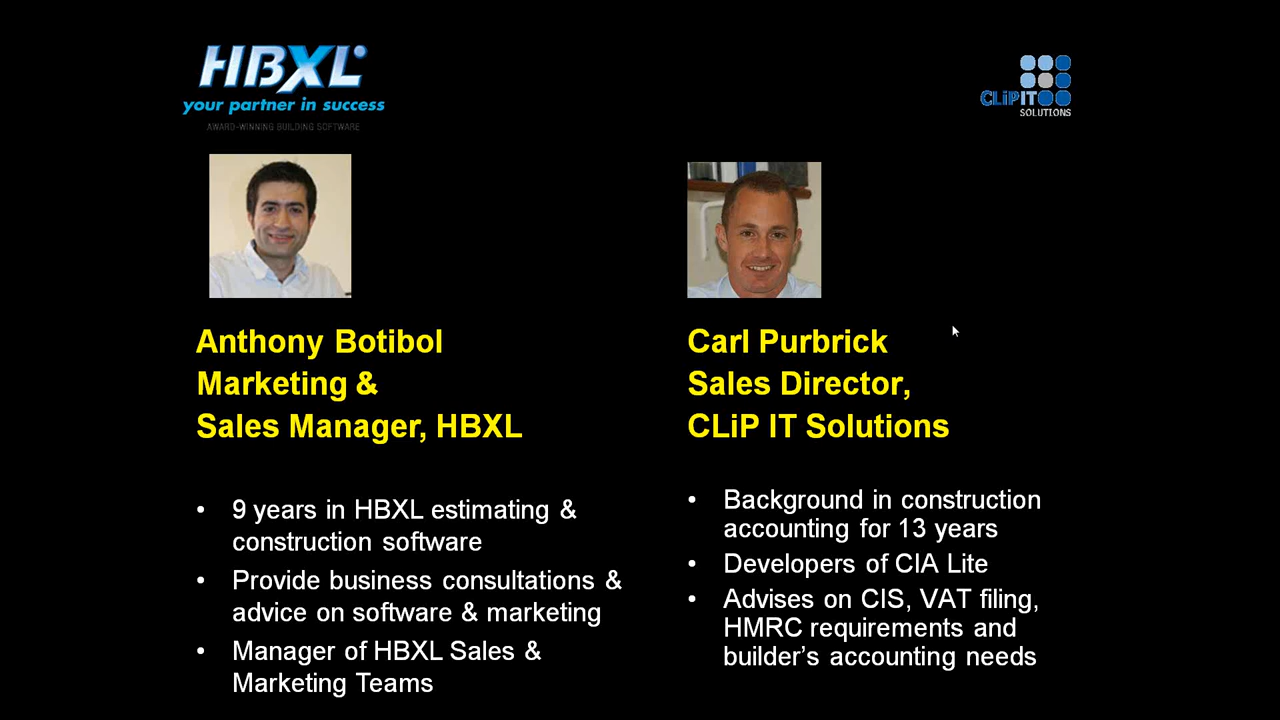 HBXL
your partner in success
AWARD-WINNING BUILDING SOFTWARE
CLiPIT
SOLUTIONS
Anthony Botibol
Marketing &
Sales Manager, HBXL
• 9 years in HBXL estimating &
construction software
• Provide business consultations &
advice on software & marketing
• Manager of HBXL Sales &
Marketing Teams
Carl Purbrick
Sales Director,
CLiP IT Solutions
• Background in construction
accounting for 13 years
• Developers of CIA Lite
• Advises on CIS, VAT filing,
HMRC requirements and
builder’s accounting needs